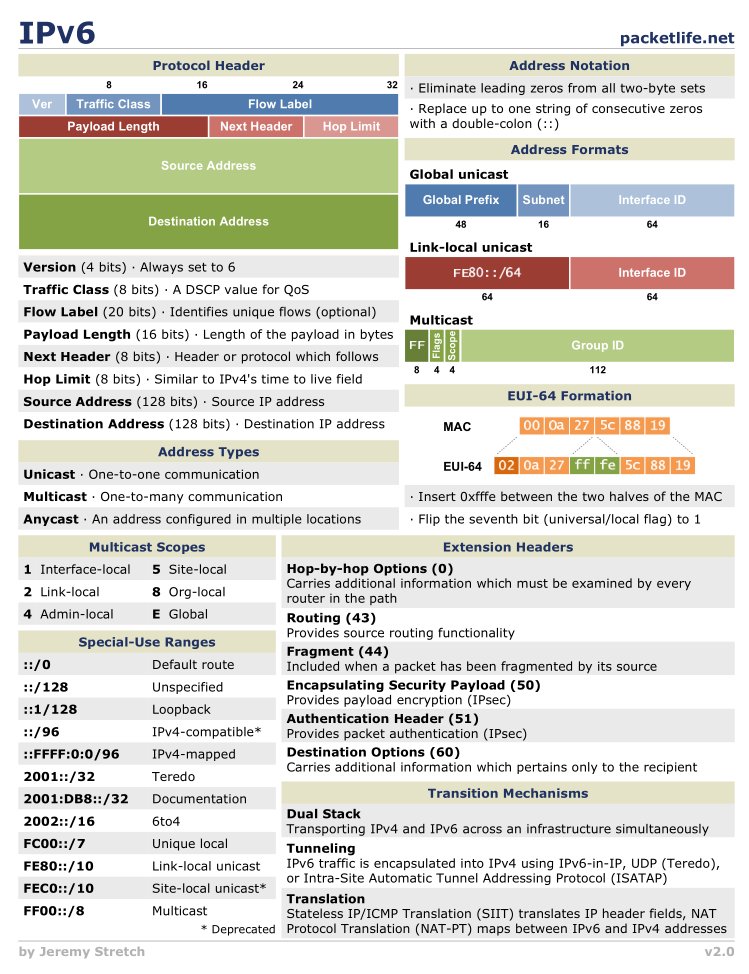 IPv6
packetlife.net
Protocol Header
8 16 24 32
Ver Traffic Class Flow Label
Payload Length Next Header Hop Limit
Source Address
Destination Address
Version (4 bits) · Always set to 6
Traffic Class (8 bits) · A DSCP value for QoS
Flow Label (20 bits) · Identifies unique flows (optional)
Payload Length (16 bits) · Length of the payload in bytes
Next Header (8 bits) · Header or protocol which follows
Hop Limit (8 bits) · Similar to IPv4's time to live field
Source Address (128 bits) · Source IP address
Destination Address (128 bits) · Destination IP address
Address Types
Unicast · One-to-one communication
Multicast · One-to-many communication
Anycast · An address configured in multiple locations
Address Notation
· Eliminate leading zeros from all two-byte sets
· Replace up to one string of consecutive zeros
with a double-colon (::)
Address Formats
Global unicast
Global Prefix Subnet Interface ID
48 16 64
Link-local unicast
FE80::/64 Interface ID
64 64
Multicast
FF Flags Scope Group ID
8 4 4 112
EUI-64 Formation
MAC 00 0a 27 5c 88 19
EUI-64 02 0a 27 ff fe 5c 88 19
· Insert 0xfffe between the two halves of the MAC
· Flip the seventh bit (universal/local flag) to 1
Multicast Scopes
1 Interface-local 5 Site-local
2 Link-local 8 Org-local
4 Admin-local E Global
Special-Use Ranges
::/0 Default route
::/128 Unspecified
::1/128 Loopback
::/96 IPv4-compatible*
::FFFF:0:0/96 IPv4-mapped
2001::/32 Teredo
2001:DB8::/32 Documentation
2002::/16 6to4
FC00::/7 Unique local
FE80::/10 Link-local unicast
FEC0::/10 Site-local unicast*
FF00::/8 Multicast
* Deprecated
Extension Headers
Hop-by-hop Options (0)
Carries additional information which must be examined by every
router in the path
Routing (43)
Provides source routing functionality
Fragment (44)
Included when a packet has been fragmented by its source
Encapsulating Security Payload (50)
Provides payload encryption (IPsec)
Authentication Header (51)
Provides packet authentication (IPsec)
Destination Options (60)
Carries additional information which pertains only to the recipient
Transition Mechanisms
Dual Stack
Transporting IPv4 and IPv6 across an infrastructure simultaneously
Tunneling
IPv6 traffic is encapsulated into IPv4 using IPv6-in-IP, UDP (Teredo),
or Intra-Site Automatic Tunnel Addressing Protocol (ISATAP)
Translation
Stateless IP/ICMP Translation (SIIT) translates IP header fields, NAT
Protocol Translation (NAT-PT) maps between IPv6 and IPv4 addresses
by Jeremy Stretch
v2.0